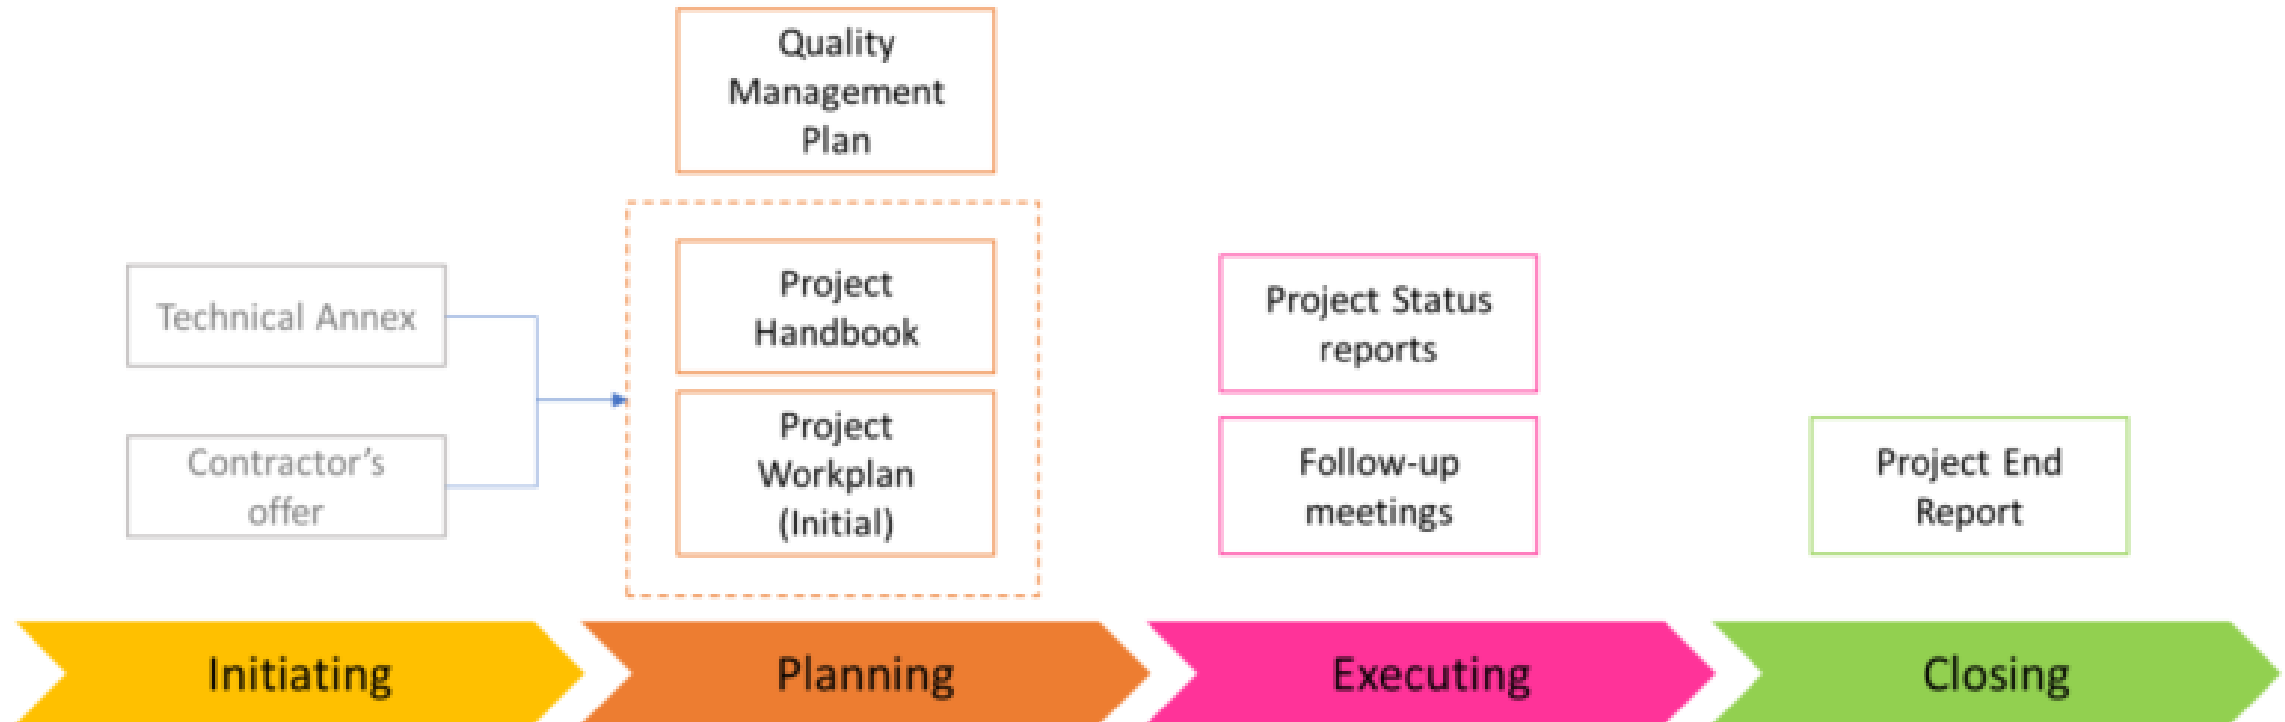 Quality
Management
Plan
Technical Annex
Contractor's
offer
Project
Handbook
Project
Workplan
(Initial)
Project Status
reports
Follow-up
meetings
Project End
Report
Initiating
Planning
Executing
Closing